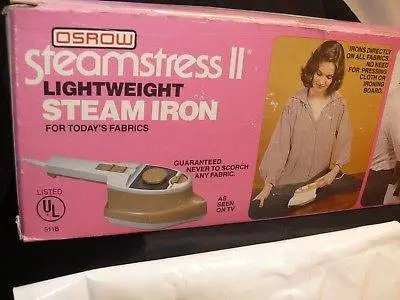 OSROW
steamstress II®
LIGHTWEIGHT
STEAM IRON
FOR TODAY'S FABRICS
IRONS DIRECTLY
ON ALL FABRICS.
NO NEED
FOR PRESSING
CLOTH OR
IRONING
BOARD.
GUARANTEED
NEVER TO SCORCH
ANY FABRIC.
AS
SEEN
ON TV
LISTED
UL
511B